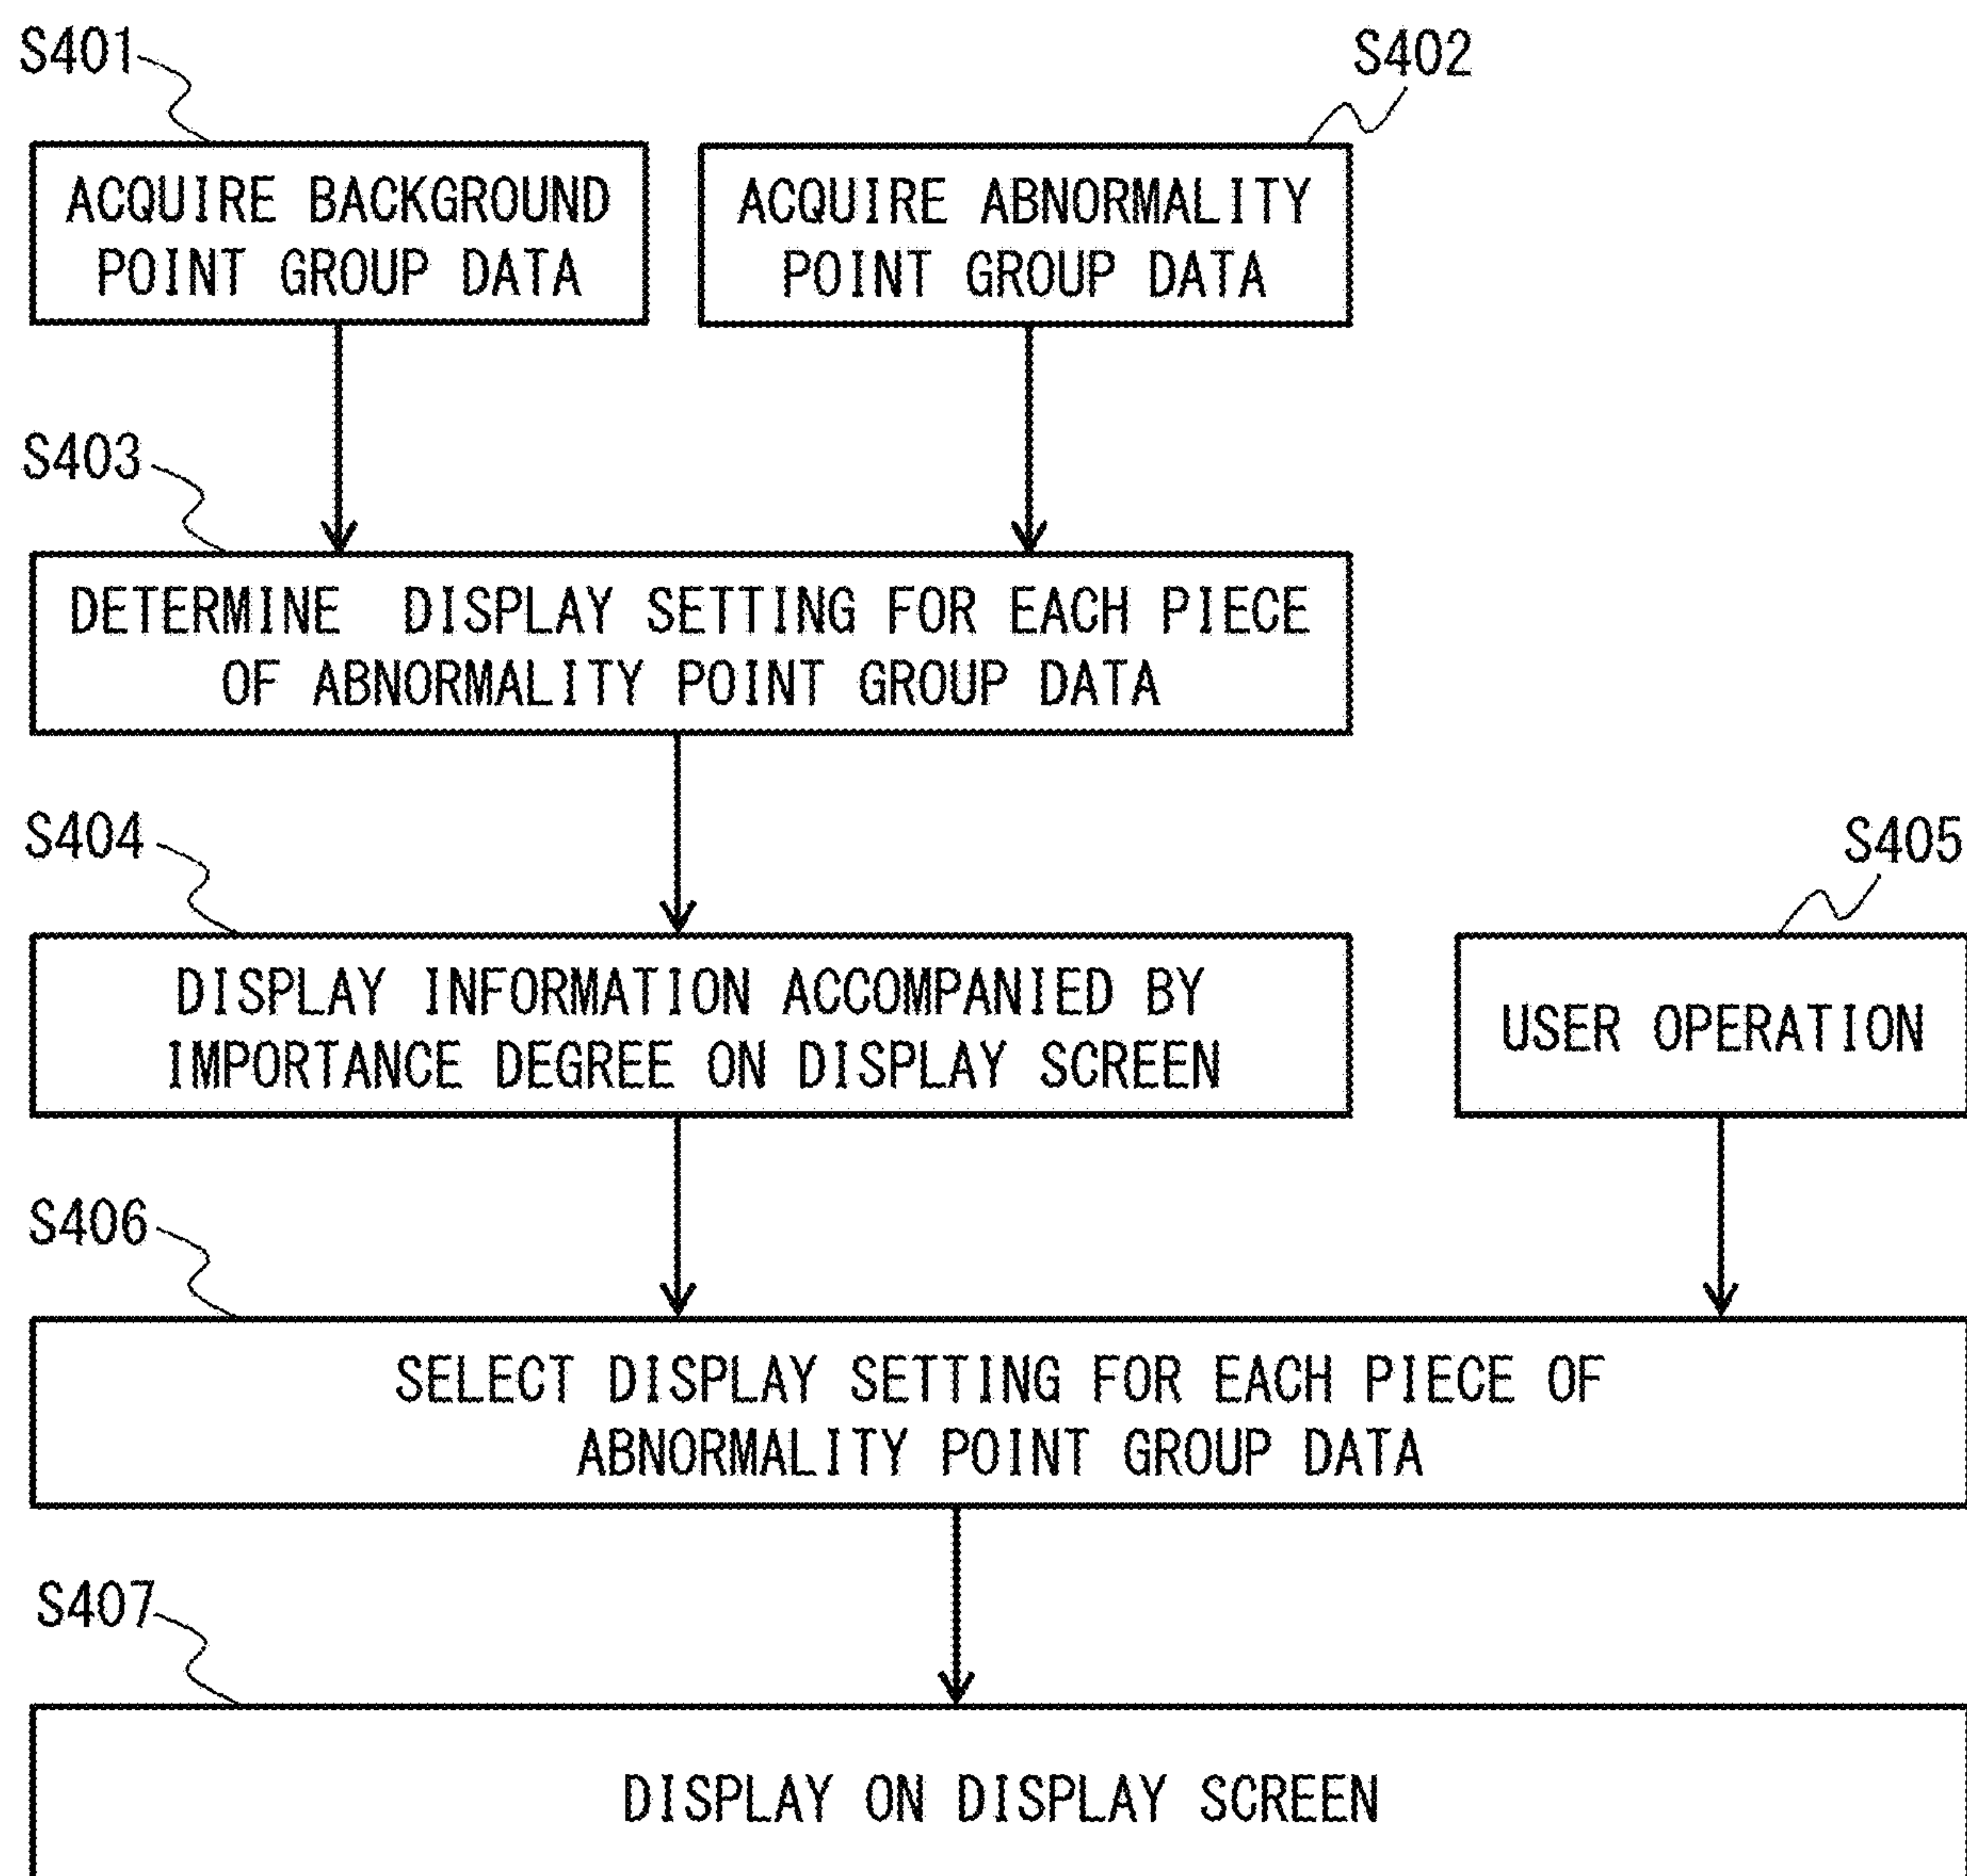 S401
S402
ACQUIRE BACKGROUND
POINT GROUP DATA
ACQUIRE ABNORMALITY
POINT GROUP DATA
S403
DETERMINE DISPLAY SETTING FOR EACH PIECE
OF ABNORMALITY POINT GROUP DATA
S404
S405
DISPLAY INFORMATION ACCOMPANIED BY
IMPORTANCE DEGREE ON DISPLAY SCREEN
USER OPERATION
S406
SELECT DISPLAY SETTING FOR EACH PIECE OF
ABNORMALITY POINT GROUP DATA
S407
DISPLAY ON DISPLAY SCREEN